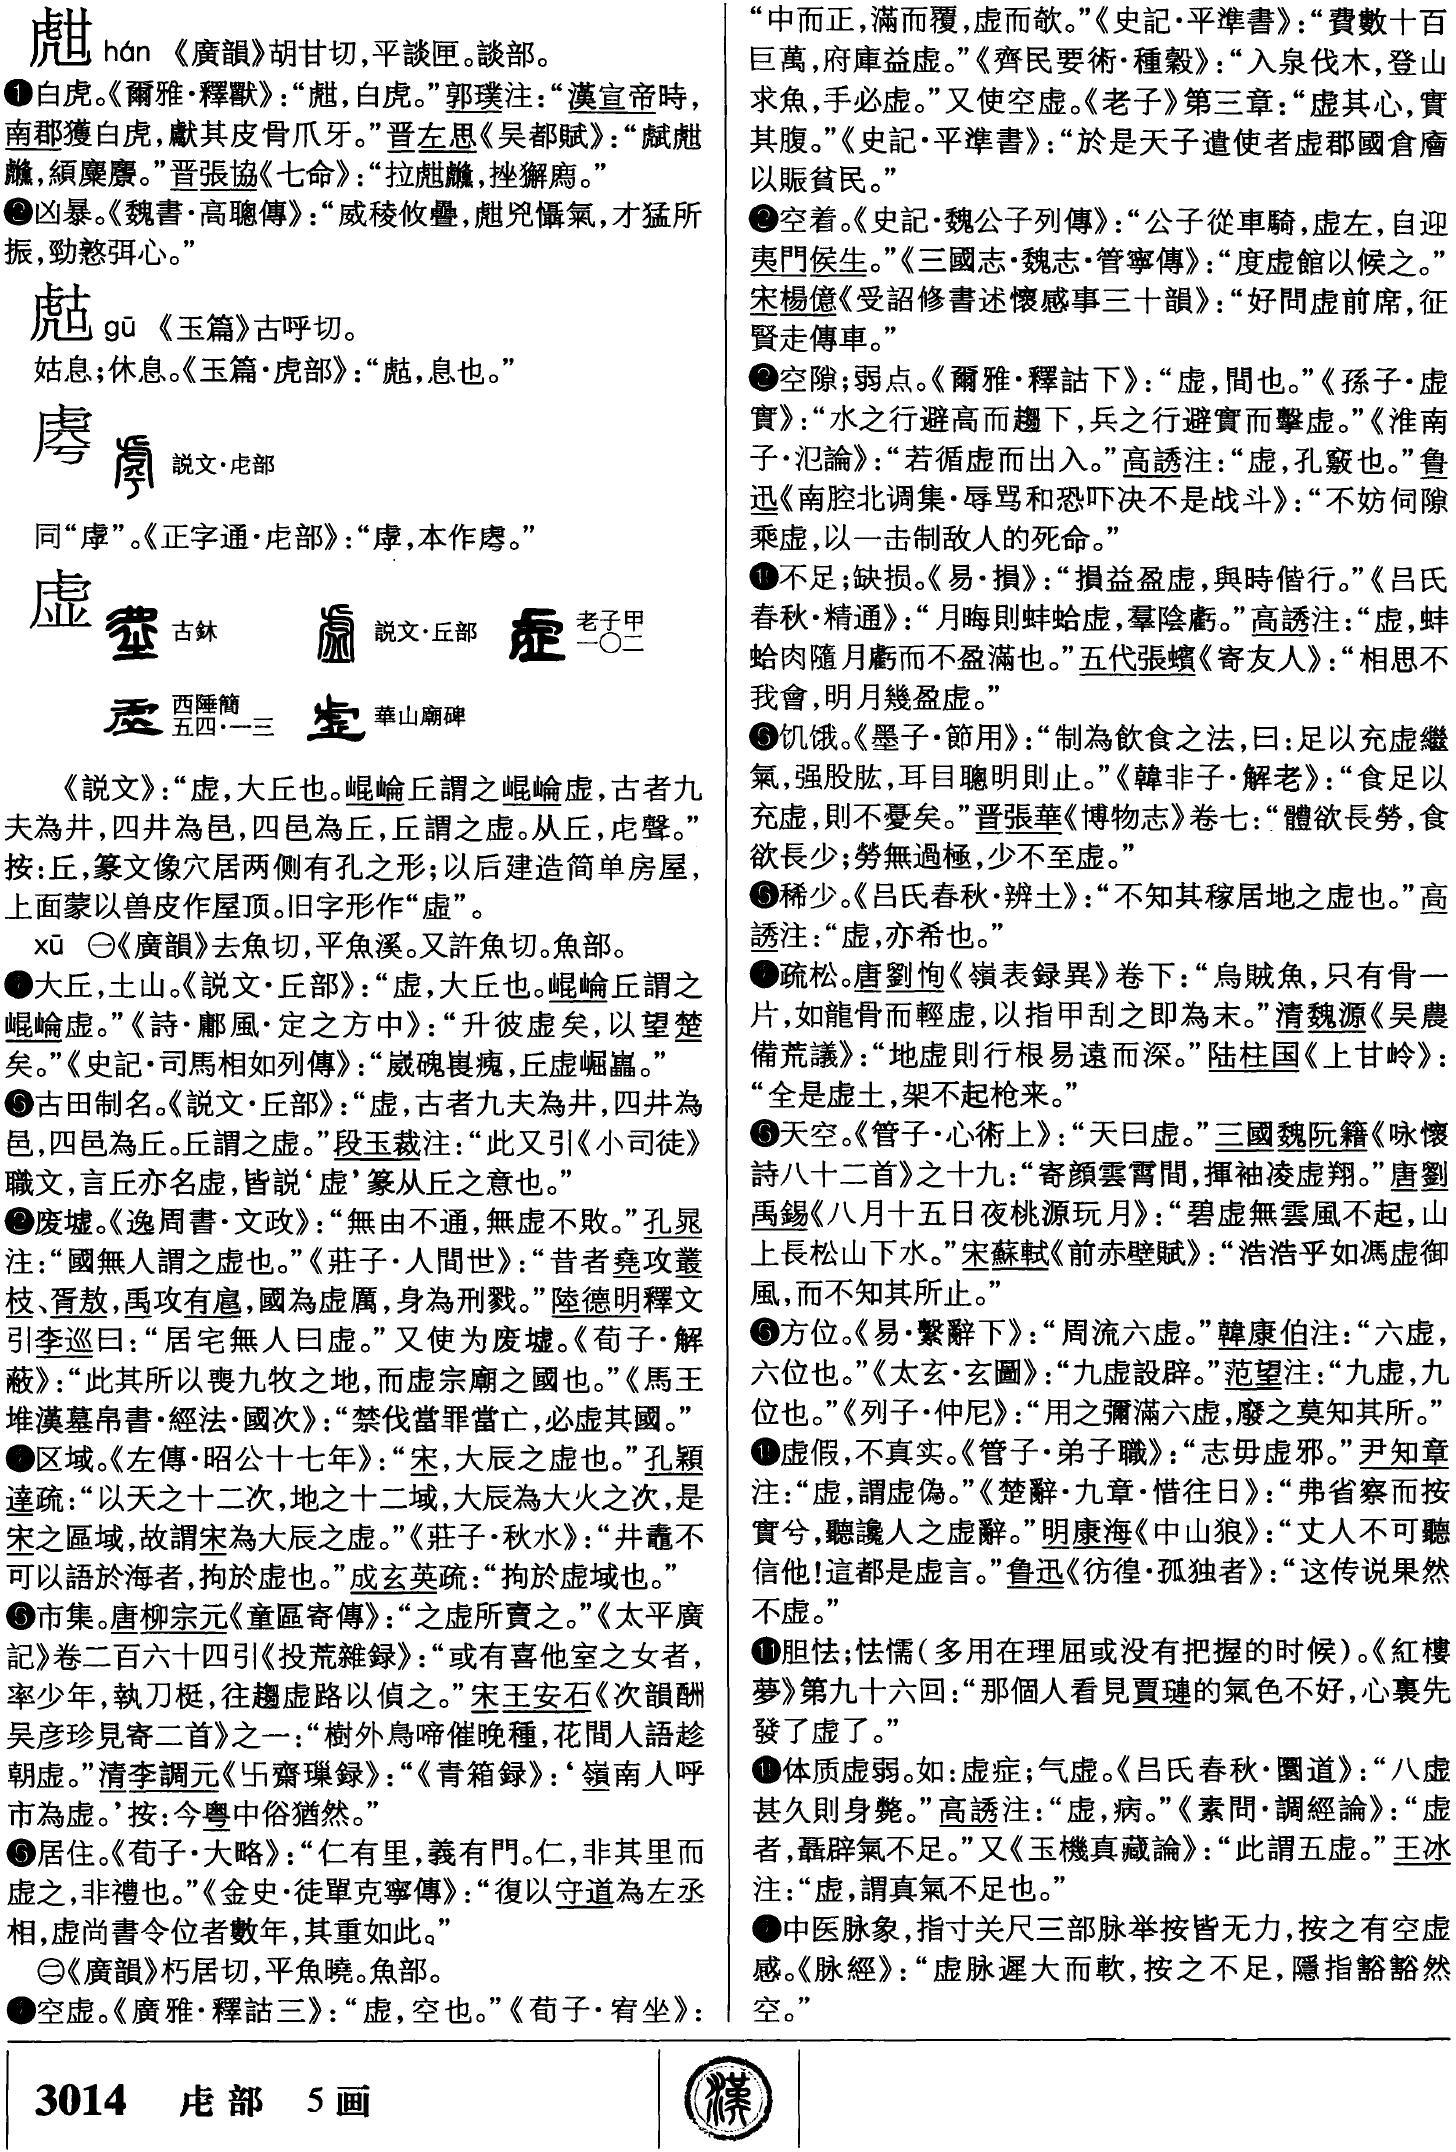 甝 hán 《廣韻》胡甘切，平談匣。談部。
❶白虎。《爾雅·釋獸》：“甝，白虎。”郭璞注：“漢宣帝時，
南郡獲白虎，獻其皮骨爪牙。”晋左思《吴都賦》：“甝
，須麋麖。”晋張協《七命》：“拉甝，挫獬廌。”
❷凶暴。《魏書·高聰傳》：“威稜攸疊，甝兕懾氣，才猛所
振，勁憝弭心。”
gū 《玉篇》古呼切。
姑息；休息。《玉篇·虎部》：“，息也。”
説文·虍部
同“虖”。《正字通·虍部》：“虖，本作。”
虚
古鉥 説文·丘部 老子甲一〇二
西陲簡五四·一三 華山廟碑
《説文》：“虚，大丘也。崐崘丘謂之崐崘虚，古者九
夫為井，四井為邑，四邑為丘，丘謂之虚。从丘，虍聲。”
按：丘，篆文像穴居两侧有孔之形；以后建造简单房屋，
上面蒙以兽皮作屋顶。旧字形作“虛”。
xū ㊀《廣韻》去魚切，平魚溪。又許魚切。魚部。
❶大丘，土山。《説文·丘部》：“虚，大丘也。崐崘丘謂之
崐崘虚。”《詩·鄘風·定之方中》：“升彼虚矣，以望楚
矣。”《史記·司馬相如列傳》：“崴磈嵔瘣，丘虚崛㠥。”
古田制名。《説文·丘部》：“虚，古者九夫為井，四井為
邑，四邑為丘。丘謂之虚。”段玉裁注：“此又引《小司徒》
職文，言丘亦名虚，皆説‘虚’篆从丘之意也。”
废墟。《逸周書·文政》：“無由不通，無虚不敗。”孔晁
注：“國無人謂之虚也。”《莊子·人間世》：“昔者堯攻叢
枝、胥敖，禹攻有扈，國為虚厲，身為刑戮。”陸德明釋文
引李巡曰：“居宅無人曰虚。”又使为废墟。《荀子·解
蔽》：“此其所以喪九牧之地，而虚宗廟之國也。”《馬王
堆漢墓帛書·經法·國次》：“禁伐當罪當亡，必虚其國。”
区域。《左傳·昭公十七年》：“宋，大辰之虚也。”孔穎
達疏：“以天之十二次，地之十二域，大辰為大火之次，是
宋之區域，故謂宋為大辰之虚。”《莊子·秋水》：“井鼃不
可以語於海者，拘於虚也。”成玄英疏：“拘於虚域也。”
市集。唐柳宗元《童區寄傳》：“之虚所賣之。”《太平廣
記》卷二百六十四引《投荒雜録》：“或有喜他室之女者，
率少年，執刀梃，往趨虚路以偵之。”宋王安石《次韻酬
吴彦珍見寄二首》之一：“樹外鳥啼催晚種，花間人語趁
朝虚。”清李調元《卐齋璅録》：“《青箱録》：‘嶺南人呼
市為虚。’按：今粤中俗猶然。”
居住。《荀子·大略》：“仁有里，義有門。仁，非其里而
虚之，非禮也。”《金史·徒單克寧傳》：“復以守道為左丞
相，虚尚書令位者數年，其重如此。”
㊁《廣韻》朽居切，平魚曉。魚部。
❶空虚。《廣雅·釋詁三》：“虚，空也。”《荀子·宥坐》：
“中而正，滿而覆，虚而欹。”《史記·平準書》：“費數十百
巨萬，府庫益虚。”《齊民要術·種穀》：“入泉伐木，登山
求魚，手必虚。”又使空虚。《老子》第三章：“虚其心，實
其腹。”《史記·平準書》：“於是天子遣使者虚郡國倉廥
以賑貧民。”
❷空着。《史記·魏公子列傳》：“公子從車騎，虚左，自迎
夷門侯生。”《三國志·魏志·管寧傳》：“度虚館以候之。”
宋楊億《受詔修書述懷感事三十韻》：“好問虚前席，征
賢走傳車。”
空隙；弱点。《爾雅·釋詁下》：“虚，間也。”《孫子·虚
實》：“水之行避高而趨下，兵之行避實而擊虚。”《淮南
子·氾論》：“若循虚而出入。”高誘注：“虚，孔竅也。”鲁
迅《南腔北调集·辱骂和恐吓决不是战斗》：“不妨伺隙
乘虚，以一击制敌人的死命。”
不足；缺损。《易·損》：“損益盈虚，與時偕行。”《吕氏
春秋·精通》：“月晦則蚌蛤虚，羣陰虧。”高誘注：“虚，蚌
蛤肉隨月虧而不盈滿也。”五代張蠙《寄友人》：“相思不
我會，明月幾盈虚。”
饥饿。《墨子·節用》：“制為飲食之法，曰：足以充虚繼
氣，强股肱，耳目聰明則止。”《韓非子·解老》：“食足以
充虚，則不憂矣。”晋張華《博物志》卷七：“體欲長勞，食
欲長少；勞無過極，少不至虚。”
稀少。《吕氏春秋·辨土》：“不知其稼居地之虚也。”高
誘注：“虚，亦希也。”
疏松。唐劉恂《嶺表録異》卷下：“烏賊魚，只有骨一
片，如龍骨而輕虚，以指甲刮之即為末。”清魏源《吴農
備荒議》：“地虚則行根易遠而深。”陆柱国《上甘岭》：
“全是虚土，架不起枪来。”
天空。《管子·心術上》：“天曰虚。”三國魏阮籍《咏懷
詩八十二首》之十九：“寄顔雲霄間，揮袖凌虚翔。”唐劉
禹錫《八月十五日夜桃源玩月》：“碧虚無雲風不起，山
上長松山下水。”宋蘇軾《前赤壁賦》：“浩浩乎如馮虚御
風，而不知其所止。”
方位。《易·繫辭下》：“周流六虚。”韓康伯注：“六虚，
六位也。”《太玄·玄圖》：“九虚設辟。”范望注：“九虚，九
位也。”《列子·仲尼》：“用之彌滿六虚，廢之莫知其所。”
虚假，不真实。《管子·弟子職》：“志毋虚邪。”尹知章
注：“虚，謂虚偽。”《楚辭·九章·惜往日》：“弗省察而按
實兮，聽讒人之虚辭。”明康海《中山狼》：“丈人不可聽
信他！這都是虚言。”鲁迅《彷徨·孤独者》：“这传说果然
不虚。”
⓫胆怯；怯懦（多用在理屈或没有把握的时候）。《紅樓
夢》第九十六回：“那個人看見賈璉的氣色不好，心裏先
發了虚了。”
体质虚弱。如：虚症；气虚。《吕氏春秋·圜道》：“八虚
甚久則身斃。”高誘注：“虚，病。”《素問·調經論》：“虚
者，聶辟氣不足。”又《玉機真藏論》：“此謂五虚。”王冰
注：“虚，謂真氣不足也。”
中医脉象，指寸关尺三部脉举按皆无力，按之有空虚
感。《脉經》：“虚脉遲大而軟，按之不足，隱指豁豁然
空。”
3014 虍部 5画
漢